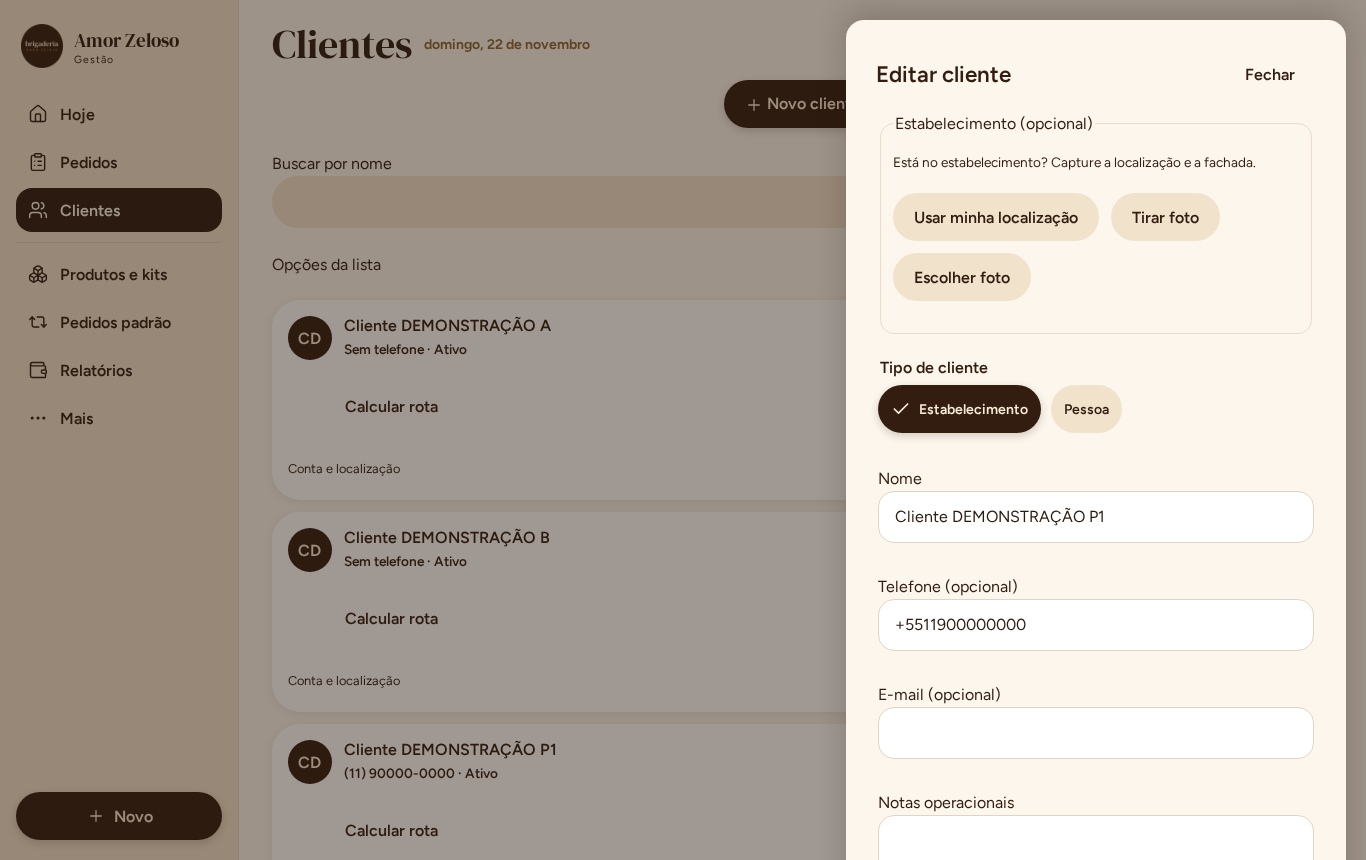 Amor Zeloso
Gestão
Hoje
Pedidos
Clientes
Produtos e kits
Pedidos padrão
Relatórios
Mais
Novo
Clientes
domingo, 22 de novembro
Buscar por nome
Opções da lista
CD
Cliente DEMONSTRAÇÃO A
Sem telefone · Ativo
Calcular rota
Conta e localização
CD
Cliente DEMONSTRAÇÃO B
Sem telefone · Ativo
Calcular rota
Conta e localização
CD
Cliente DEMONSTRAÇÃO P1
(11) 90000-0000 · Ativo
Calcular rota
Editar cliente
Fechar
Estabelecimento (opcional)
Está no estabelecimento? Capture a localização e a fachada.
Usar minha localização
Tirar foto
Escolher foto
Tipo de cliente
Estabelecimento
Pessoa
Nome
Cliente DEMONSTRAÇÃO P1
Telefone (opcional)
+5511900000000
E-mail (opcional)
Notas operacionais